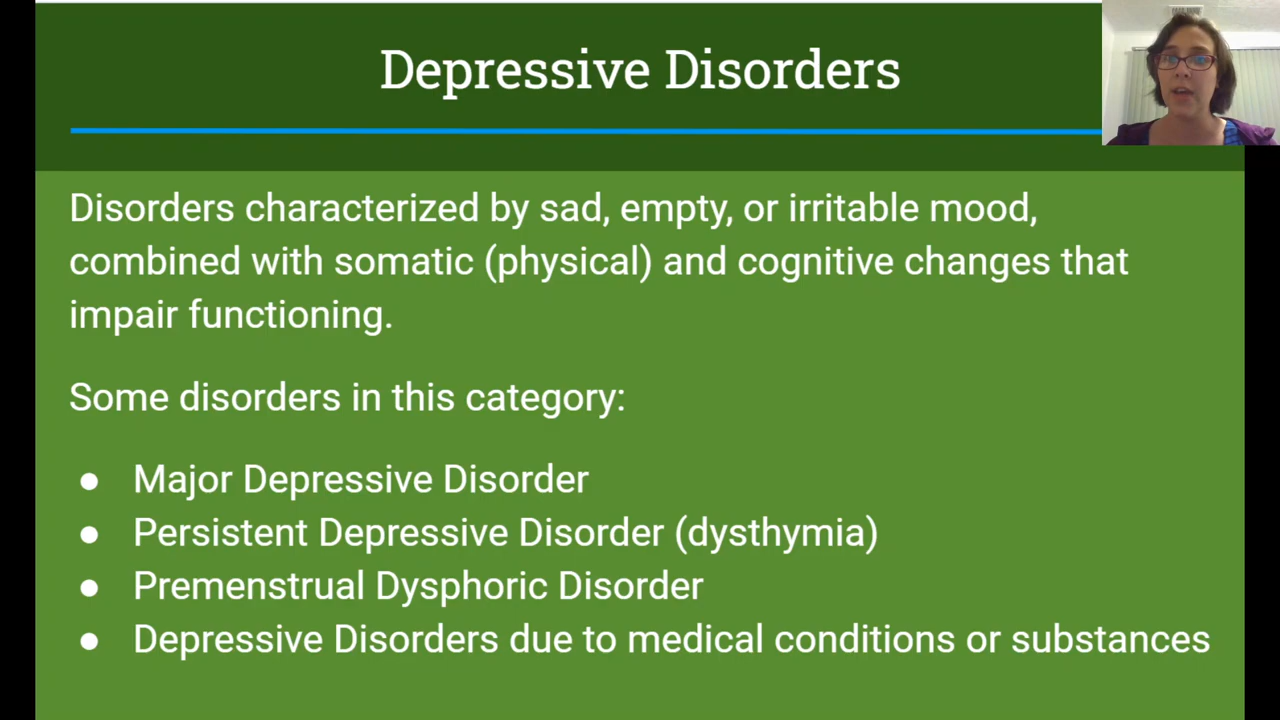 Depressive Disorders
Disorders characterized by sad, empty, or irritable mood,
combined with somatic (physical) and cognitive changes that
impair functioning.
Some disorders in this category:
● Major Depressive Disorder
● Persistent Depressive Disorder (dysthymia)
● Premenstrual Dysphoric Disorder
● Depressive Disorders due to medical conditions or substances